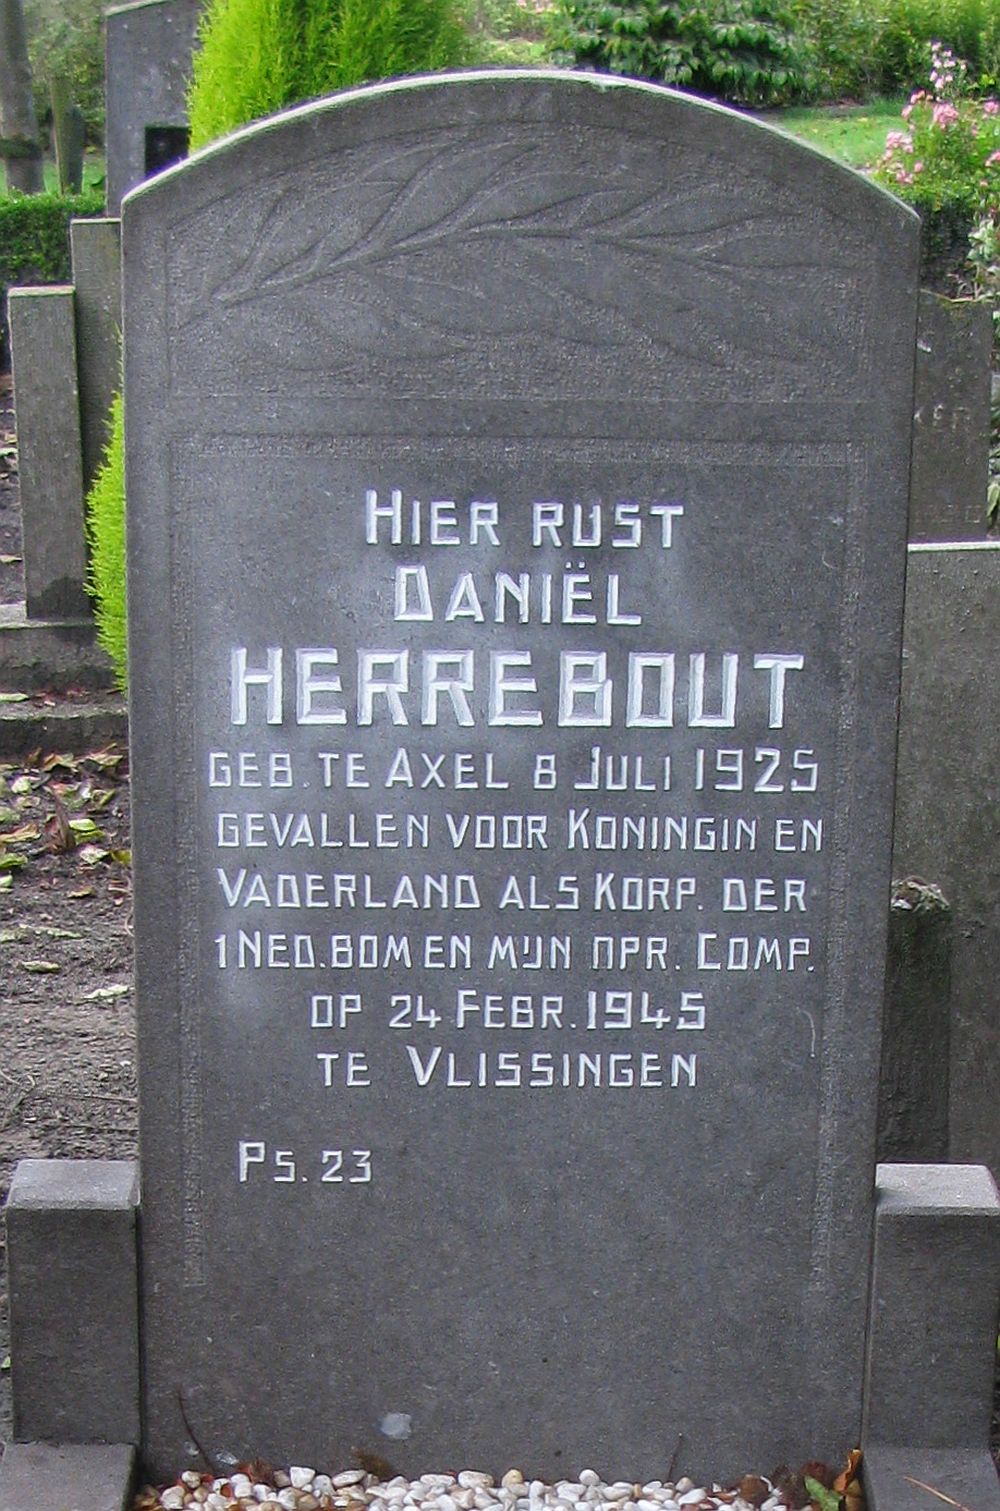 HIER RUST
DANIËL
HERREBOUT
GEB. TE AXEL 8 JULI 1925
GEVALLEN VOOR KONINGIN EN
VADERLAND ALS KORP. DER
1 NED. BOM EN MIJN OPR. COMP.
OP 24 FEBR. 1945
TE VLISSINGEN
PS. 23